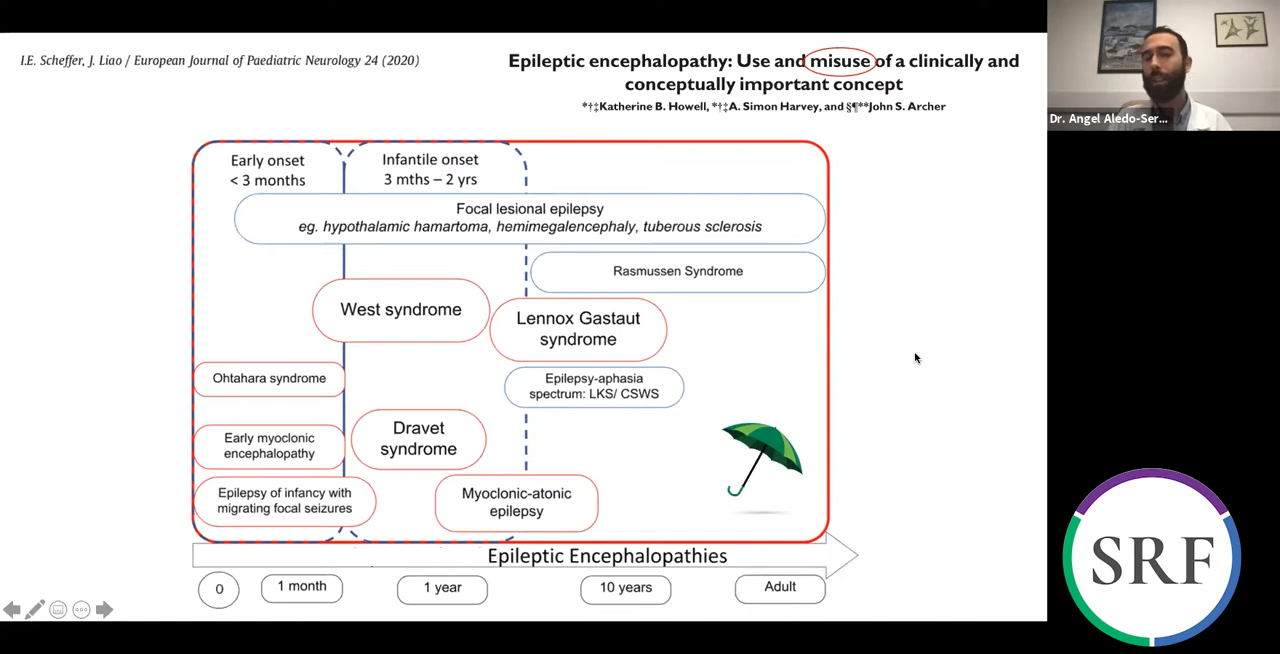 I.E. Scheffer, J. Liao / European Journal of Paediatric Neurology 24 (2020)
Epileptic encephalopathy: Use and misuse of a clinically and
conceptually important concept
*†‡Katherine B. Howell, *†‡A. Simon Harvey, and §¶**John S. Archer
Dr. Angel Aledo-Ser...
Early onset
< 3 months
Infantile onset
3 mths – 2 yrs
Focal lesional epilepsy
eg. hypothalamic hamartoma, hemimegalencephaly, tuberous sclerosis
Rasmussen Syndrome
West syndrome
Lennox Gastaut
syndrome
Ohtahara syndrome
Epilepsy-aphasia
spectrum: LKS/ CSWS
Early myoclonic
encephalopathy
Dravet
syndrome
Epilepsy of infancy with
migrating focal seizures
Myoclonic-atonic
epilepsy
Epileptic Encephalopathies
0
1 month
1 year
10 years
Adult
SRF